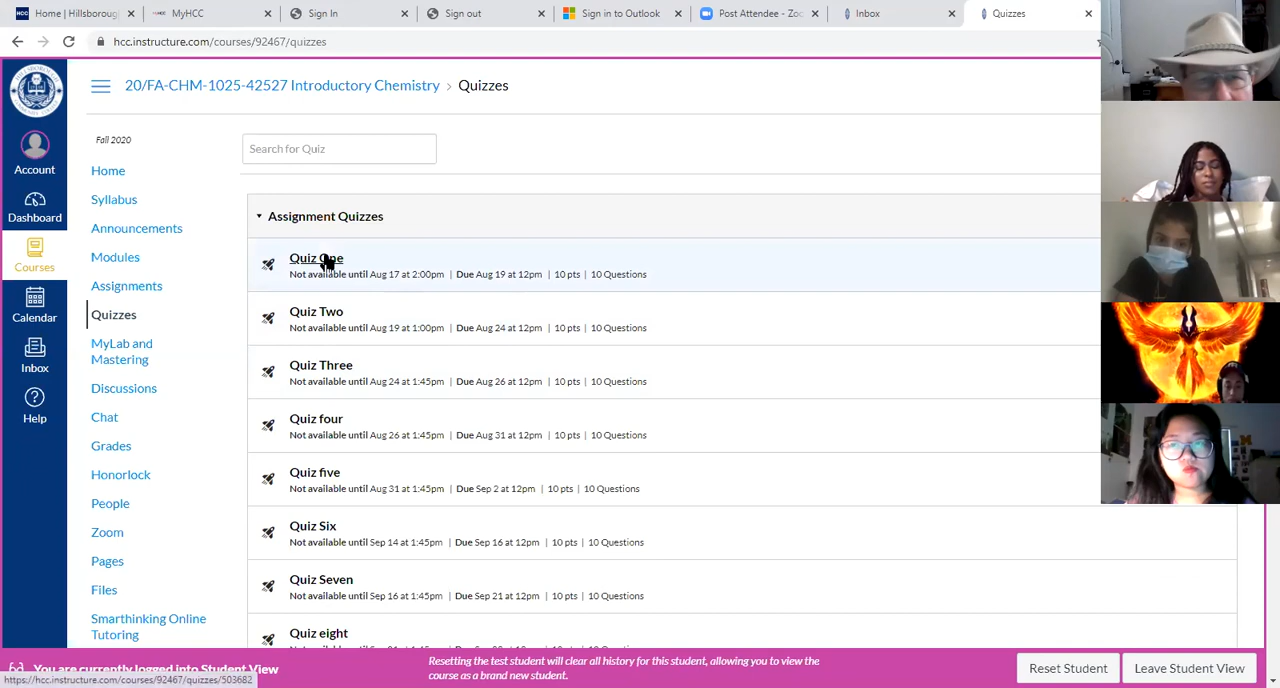 Home | Hillsboroug
MyHCC
Sign In
Sign out
Sign in to Outlook
Post Attendee - Zoo
Inbox
Quizzes
hcc.instructure.com/courses/92467/quizzes
20/FA-CHM-1025-42527 Introductory Chemistry > Quizzes
Account
Dashboard
Courses
Calendar
Inbox
Help
Fall 2020
Home
Syllabus
Announcements
Modules
Assignments
Quizzes
MyLab and
Mastering
Discussions
Chat
Grades
Honorlock
People
Zoom
Pages
Files
Smarthinking Online
Tutoring
Search for Quiz
Assignment Quizzes
Quiz One
Not available until Aug 17 at 2:00pm | Due Aug 19 at 12pm | 10 pts | 10 Questions
Quiz Two
Not available until Aug 19 at 1:00pm | Due Aug 24 at 12pm | 10 pts | 10 Questions
Quiz Three
Not available until Aug 24 at 1:45pm | Due Aug 26 at 12pm | 10 pts | 10 Questions
Quiz four
Not available until Aug 26 at 1:45pm | Due Aug 31 at 12pm | 10 pts | 10 Questions
Quiz five
Not available until Aug 31 at 1:45pm | Due Sep 2 at 12pm | 10 pts | 10 Questions
Quiz Six
Not available until Sep 14 at 1:45pm | Due Sep 16 at 12pm | 10 pts | 10 Questions
Quiz Seven
Not available until Sep 16 at 1:45pm | Due Sep 21 at 12pm | 10 pts | 10 Questions
Quiz eight
You are currently logged into Student View
Resetting the test student will clear all history for this student, allowing you to view the
course as a brand new student.
Reset Student
Leave Student View
https://hcc.instructure.com/courses/92467/quizzes/503682